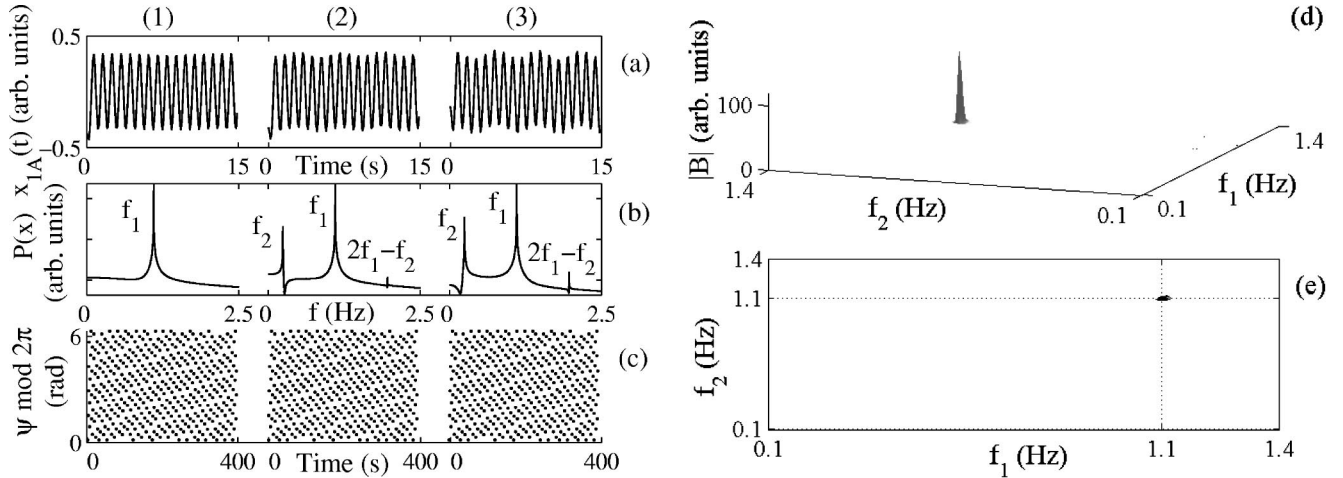 (1) (2) (3)
x₁A(t) (arb. units)
0.5
−0.5
0 15 0 15 0 15
Time (s)
(a)
P(x)
(arb. units)
f₁
f₂ f₁ 2f₁−f₂
f₂ f₁ 2f₁−f₂
0 2.5 0 2.5 0 2.5
f (Hz)
(b)
ψ mod 2π
(rad)
6
0
0 400 0 400 0 400
Time (s)
(c)
(d)
|B| (arb. units)
100
0
1.4
f₂ (Hz)
0.1
0.1
f₁ (Hz)
1.4
(e)
f₂ (Hz)
1.4
1.1
0.1
0.1 1.1 1.4
f₁ (Hz)